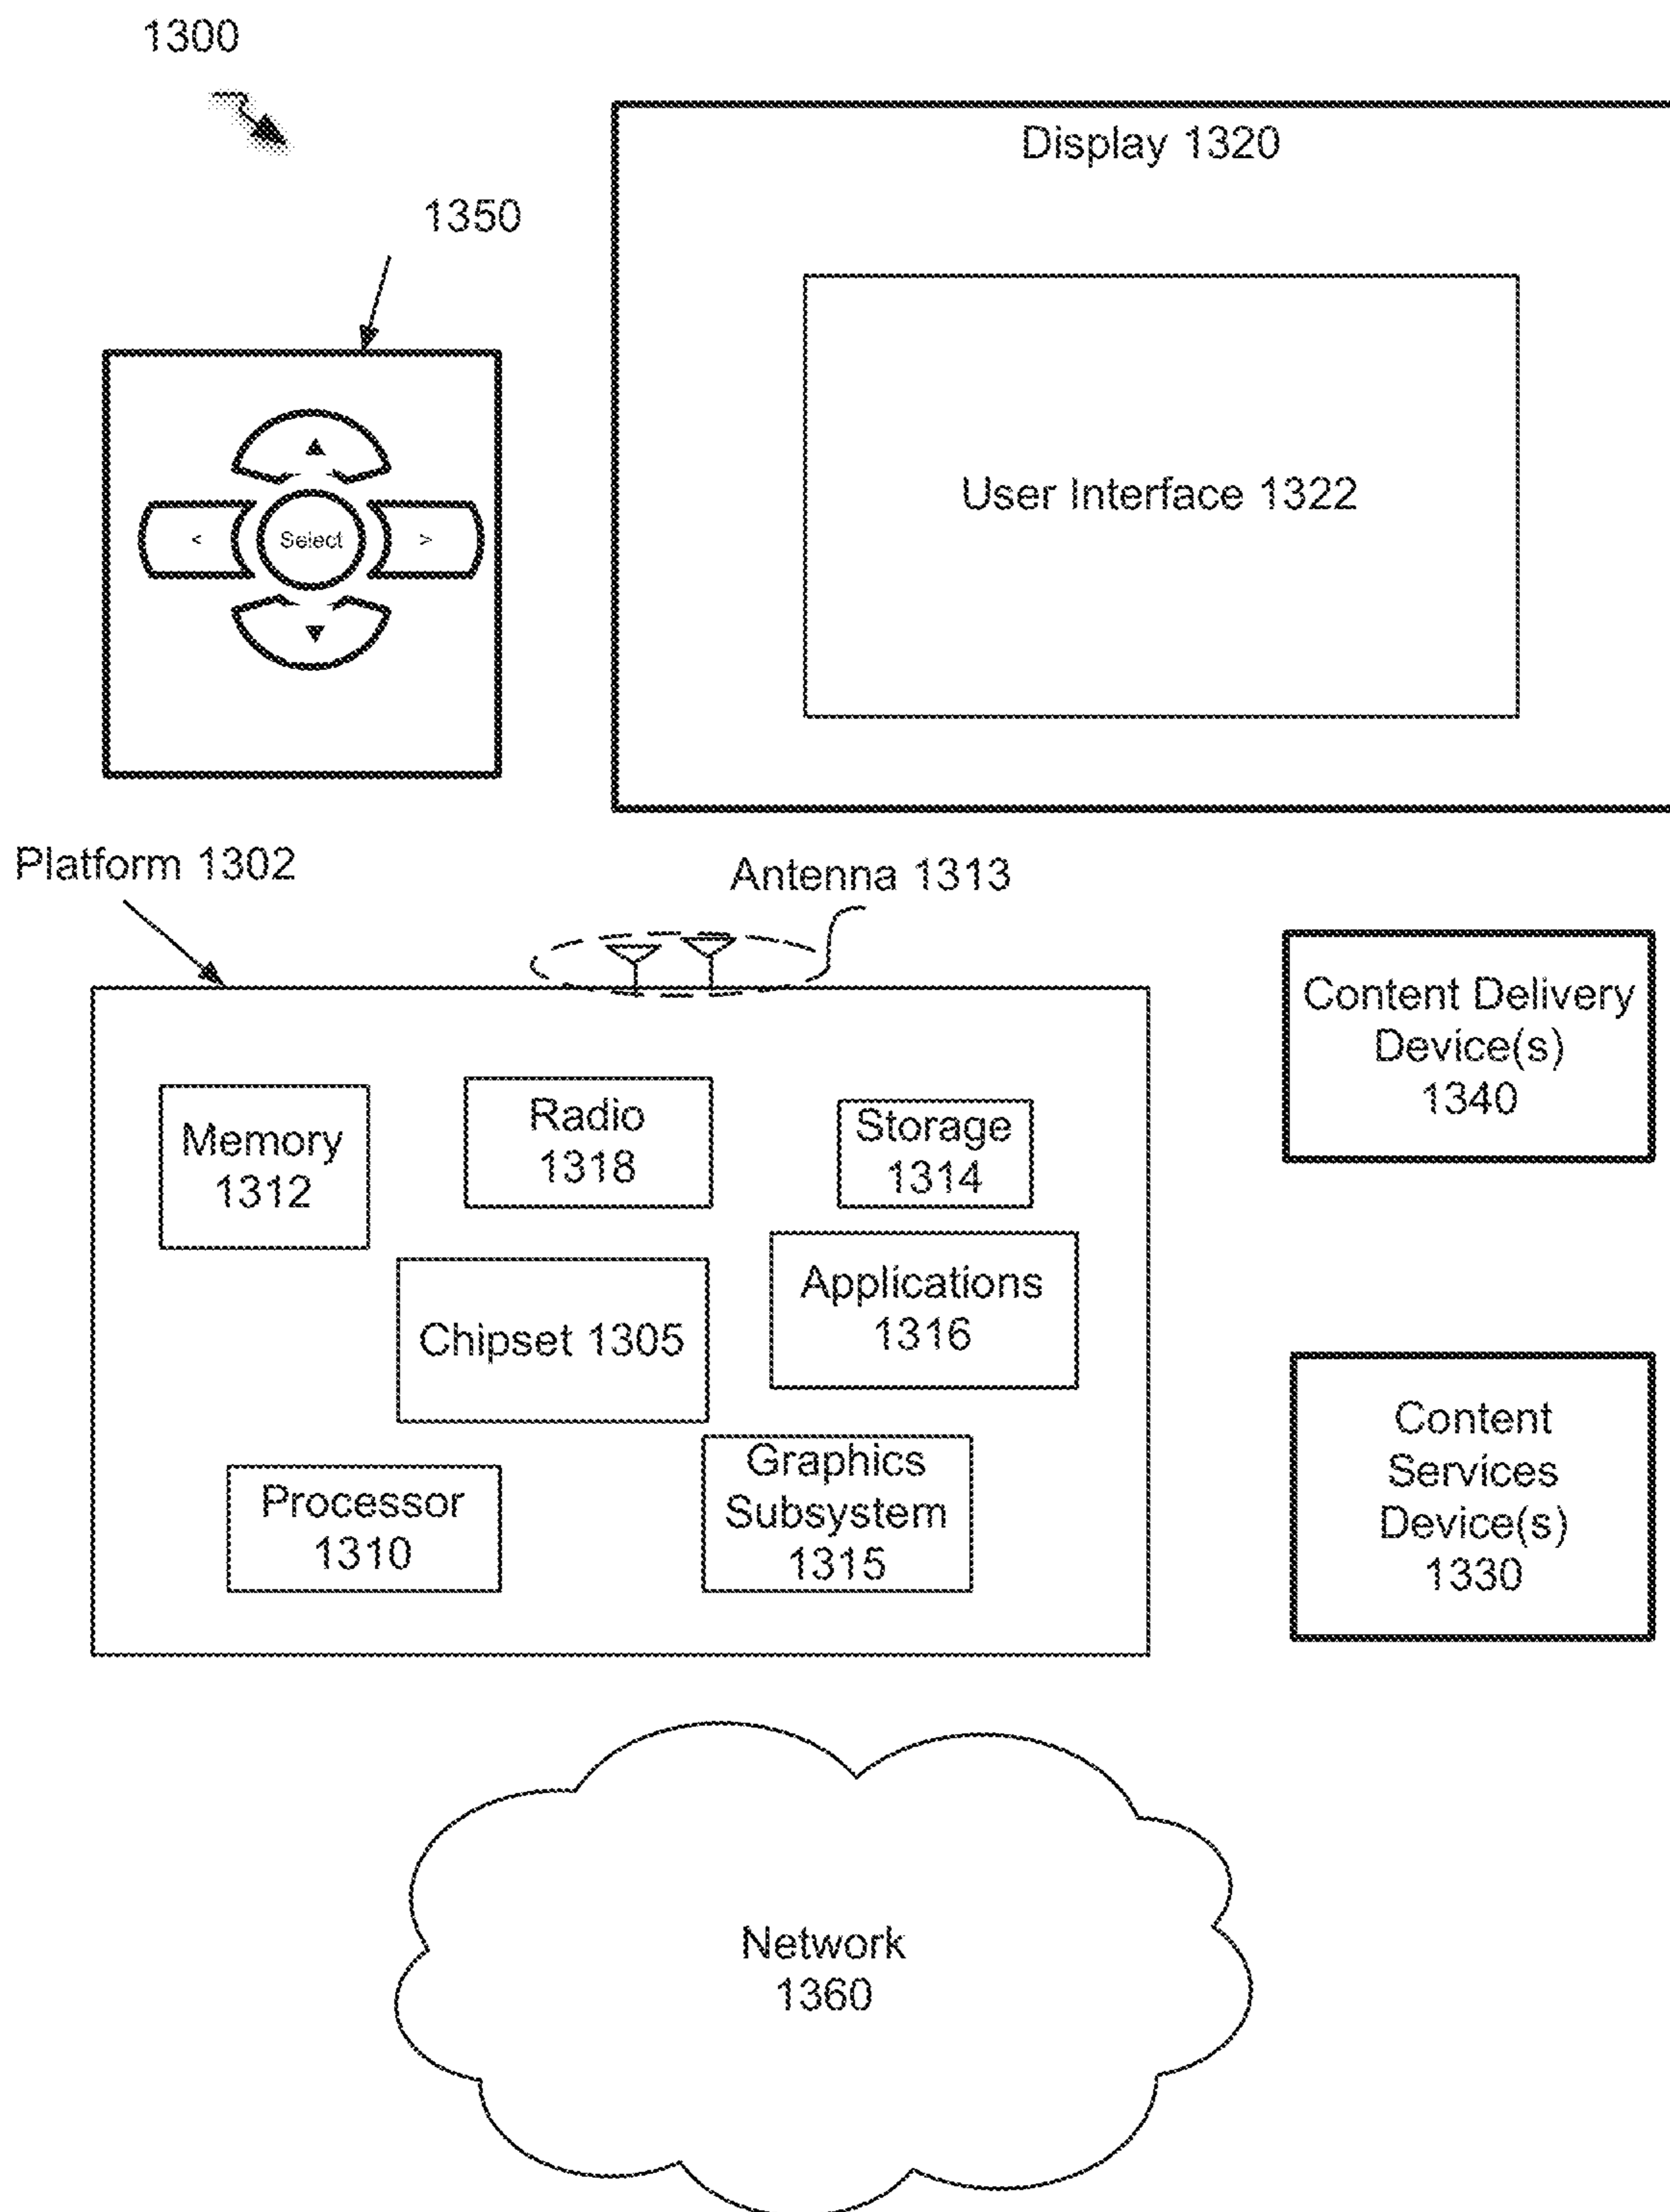 1300
1350
Display 1320
User Interface 1322
<
Select
>
Platform 1302
Antenna 1313
Memory
1312
Radio
1318
Storage
1314
Chipset 1305
Applications
1316
Processor
1310
Graphics
Subsystem
1315
Content Delivery
Device(s)
1340
Content
Services
Device(s)
1330
Network
1360